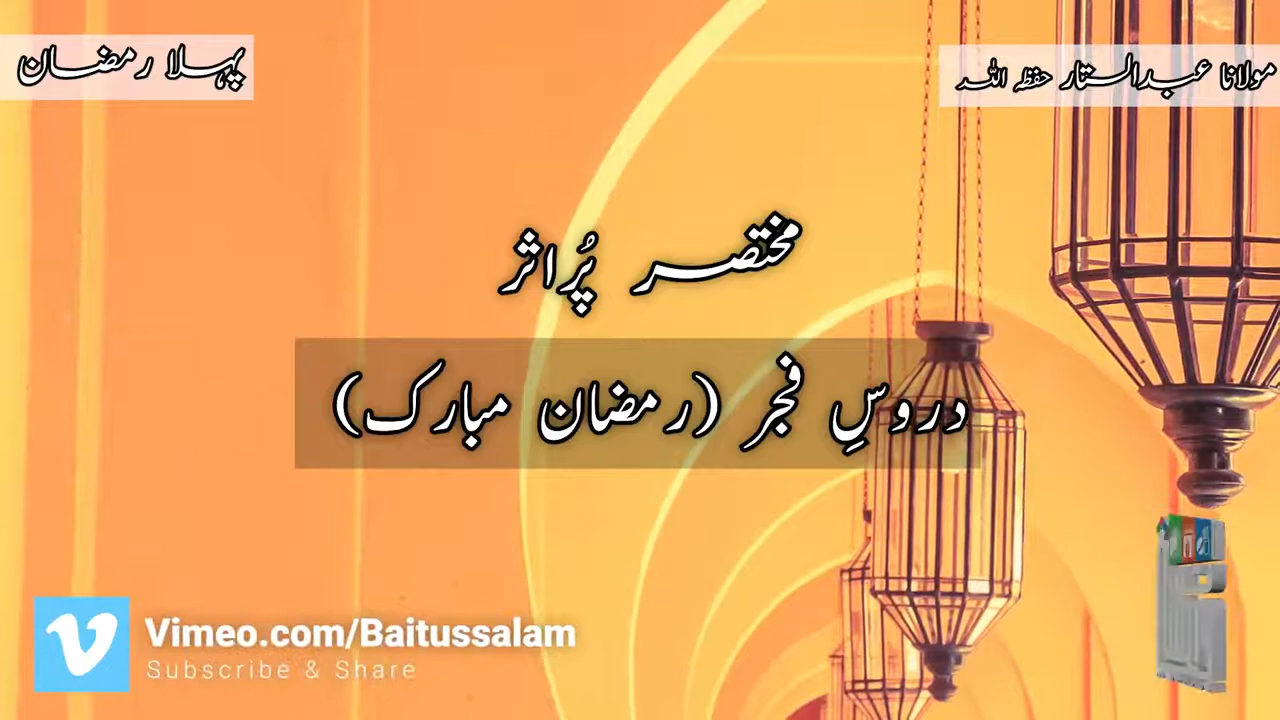 مولانا عبدالستار حفظہ اللہ
پہلا رمضان
مختصر پُراثر
دروسِ فجر (رمضان مبارک)
Vimeo.com/Baitussalam
Subscribe & Share